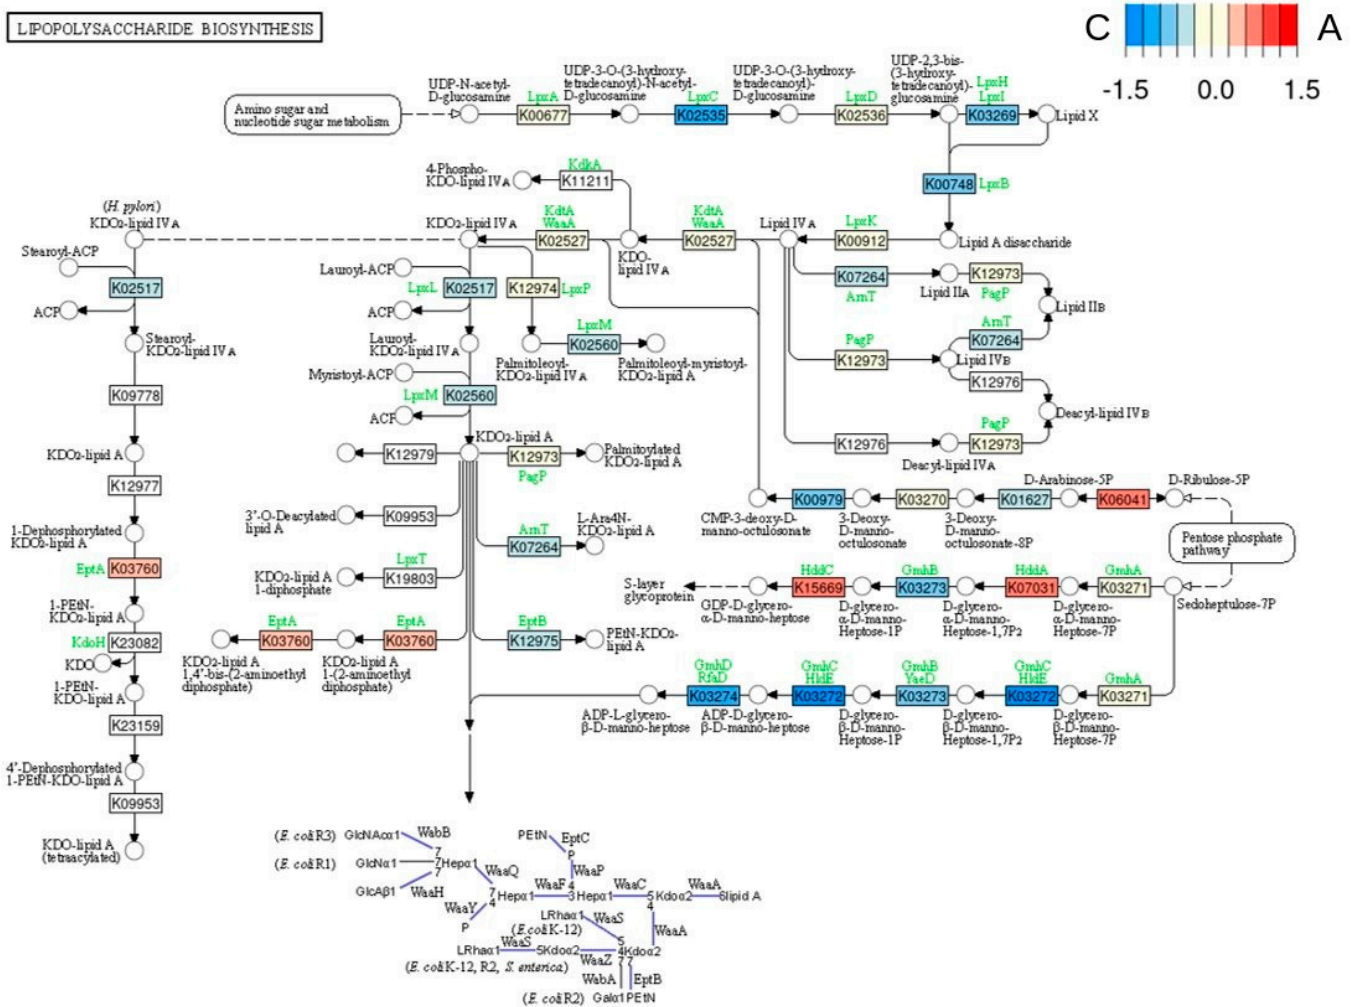 LIPOPOLYSACCHARIDE BIOSYNTHESIS
C
A
-1.5
0.0
1.5
Amino sugar and
nucleotide sugar metabolism
UDP-N-acetyl-
D-glucosamine
LpxA
K00677
UDP-3-O-(3-hydroxy-
tetradecanoyl)-N-acetyl-
D-glucosamine
LpxC
K02535
UDP-3-O-(3-hydroxy-
tetradecanoyl)-
D-glucosamine
LpxD
K02536
UDP-2,3-bis-
(3-hydroxy-
tetradecanoyl)-
glucosamine
LpxH
LpxI
K03269
Lipid X
K00748
LpxB
4-Phospho-
KDO-lipid IVA
KdkA
K11211
(H. pylori)
KDO2-lipid IVA
KDO2-lipid IVA
KdtA
WaaA
K02527
KDO-
lipid IVA
KdtA
WaaA
K02527
Lipid IVA
LpxK
K00912
Lipid A disaccharide
Stearoyl-ACP
K02517
ACP
Stearoyl-
KDO2-lipid IVA
K09778
KDO2-lipid A
K12977
1-Dephosphorylated
KDO2-lipid A
EptA
K03760
1-PEtN-
KDO2-lipid A
KdoH
K23082
KDO
1-PEtN-
KDO-lipid A
K23159
4'-Dephosphorylated
1-PEtN-KDO-lipid A
K09953
KDO-lipid A
(tetraacylated)
Lauroyl-ACP
LpxL
K02517
ACP
K12974
LpxP
Lauroyl-
KDO2-lipid IVA
LpxM
K02560
Palmitoleoyl-
KDO2-lipid IVA
Palmitoleoyl-myristoyl-
KDO2-lipid A
Myristoyl-ACP
LpxM
K02560
ACP
KDO2-lipid A
K12979
K12973
PagP
Palmitoylated
KDO2-lipid A
3'-O-Deacylated
lipid A
K09953
ArnT
K07264
L-Ara4N-
KDO2-lipid A
KDO2-lipid A
1-diphosphate
LpxT
K19803
EptA
K03760
EptA
K03760
KDO2-lipid A
1,4'-bis-(2-aminoethyl
diphosphate)
KDO2-lipid A
1-(2-aminoethyl
diphosphate)
EptB
K12975
PEtN-KDO2-
lipid A
K07264
ArnT
Lipid IIA
K12973
PagP
Lipid IIB
PagP
K12973
Lipid IVB
ArnT
K07264
K12976
Deacyl-lipid IVB
K12976
Deacyl-lipid IVA
PagP
K12973
CMP-3-deoxy-D-
manno-octulosonate
K00979
3-Deoxy-
D-manno-
octulosonate
K03270
3-Deoxy-
D-manno-
octulosonate-8P
K01627
D-Arabinose-5P
K06041
D-Ribulose-5P
Pentose phosphate
pathway
S-layer
glycoprotein
GDP-D-glycero-
α-D-manno-heptose
HddC
K15669
D-glycero-
α-D-manno-
Heptose-1P
GmhB
K03273
D-glycero-
α-D-manno-
Heptose-1,7P2
HddA
K07031
D-glycero-
α-D-manno-
Heptose-7P
GmhA
K03271
Sedoheptulose-7P
ADP-L-glycero-
β-D-manno-heptose
GmhD
RfaD
K03274
ADP-D-glycero-
β-D-manno-heptose
GmhC
HldE
K03272
D-glycero-
β-D-manno-
Heptose-1P
GmhB
YaeD
K03273
D-glycero-
β-D-manno-
Heptose-1,7P2
GmhC
HldE
K03272
D-glycero-
β-D-manno-
Heptose-7P
GmhA
K03271
(E. coli R3) GlcNAcα1 WabB
(E. coli R1) GlcNα1
7
7Hepα1
7
GlcAβ1 WaaH
WaaQ
PEtN EptC
P
WaaP
7 Hepα1 WaaF 4
3Hepα1 WaaC 5 Kdoα2 WaaA 6lipid A
4
WaaY 4
P
LRhaα1 WaaS
(E. coli K-12)
WaaA
LRhaα1 WaaS 5Kdoα2 WaaZ 5
4Kdoα2
7 7
(E. coli K-12, R2, S. enterica)
WabA EptB
(E. coli R2) Galα1 PEtN